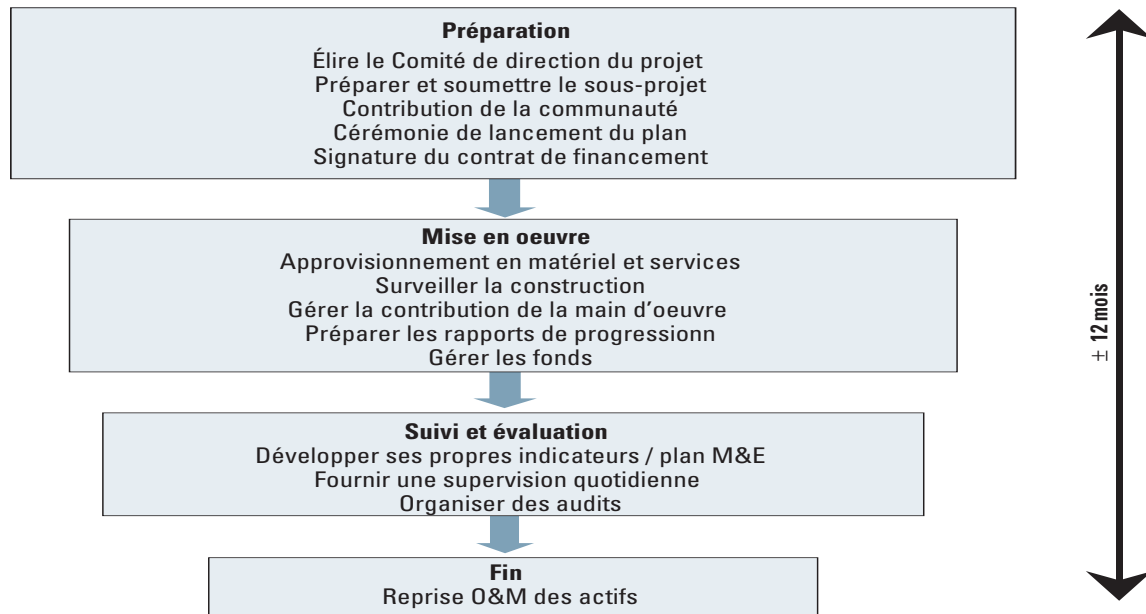 Préparation
Élire le Comité de direction du projet
Préparer et soumettre le sous-projet
Contribution de la communauté
Cérémonie de lancement du plan
Signature du contrat de financement
Mise en oeuvre
Approvisionnement en matériel et services
Surveiller la construction
Gérer la contribution de la main d’oeuvre
Préparer les rapports de progressionn
Gérer les fonds
Suivi et évaluation
Développer ses propres indicateurs / plan M&E
Fournir une supervision quotidienne
Organiser des audits
Fin
Reprise O&M des actifs
± 12 mois